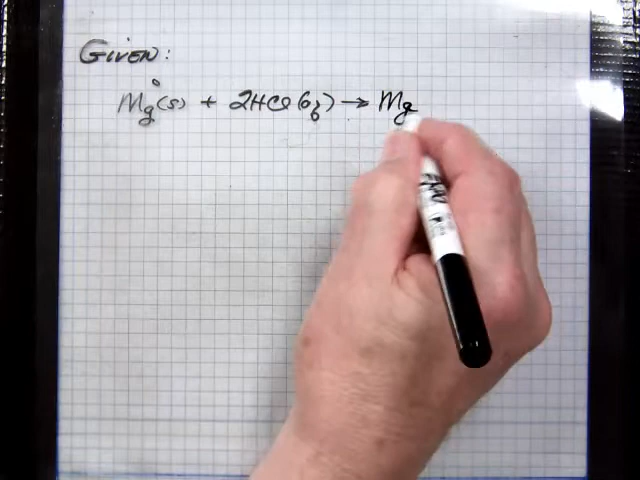 GIVEN:
Mg°(s) + 2HCl(aq) → Mg